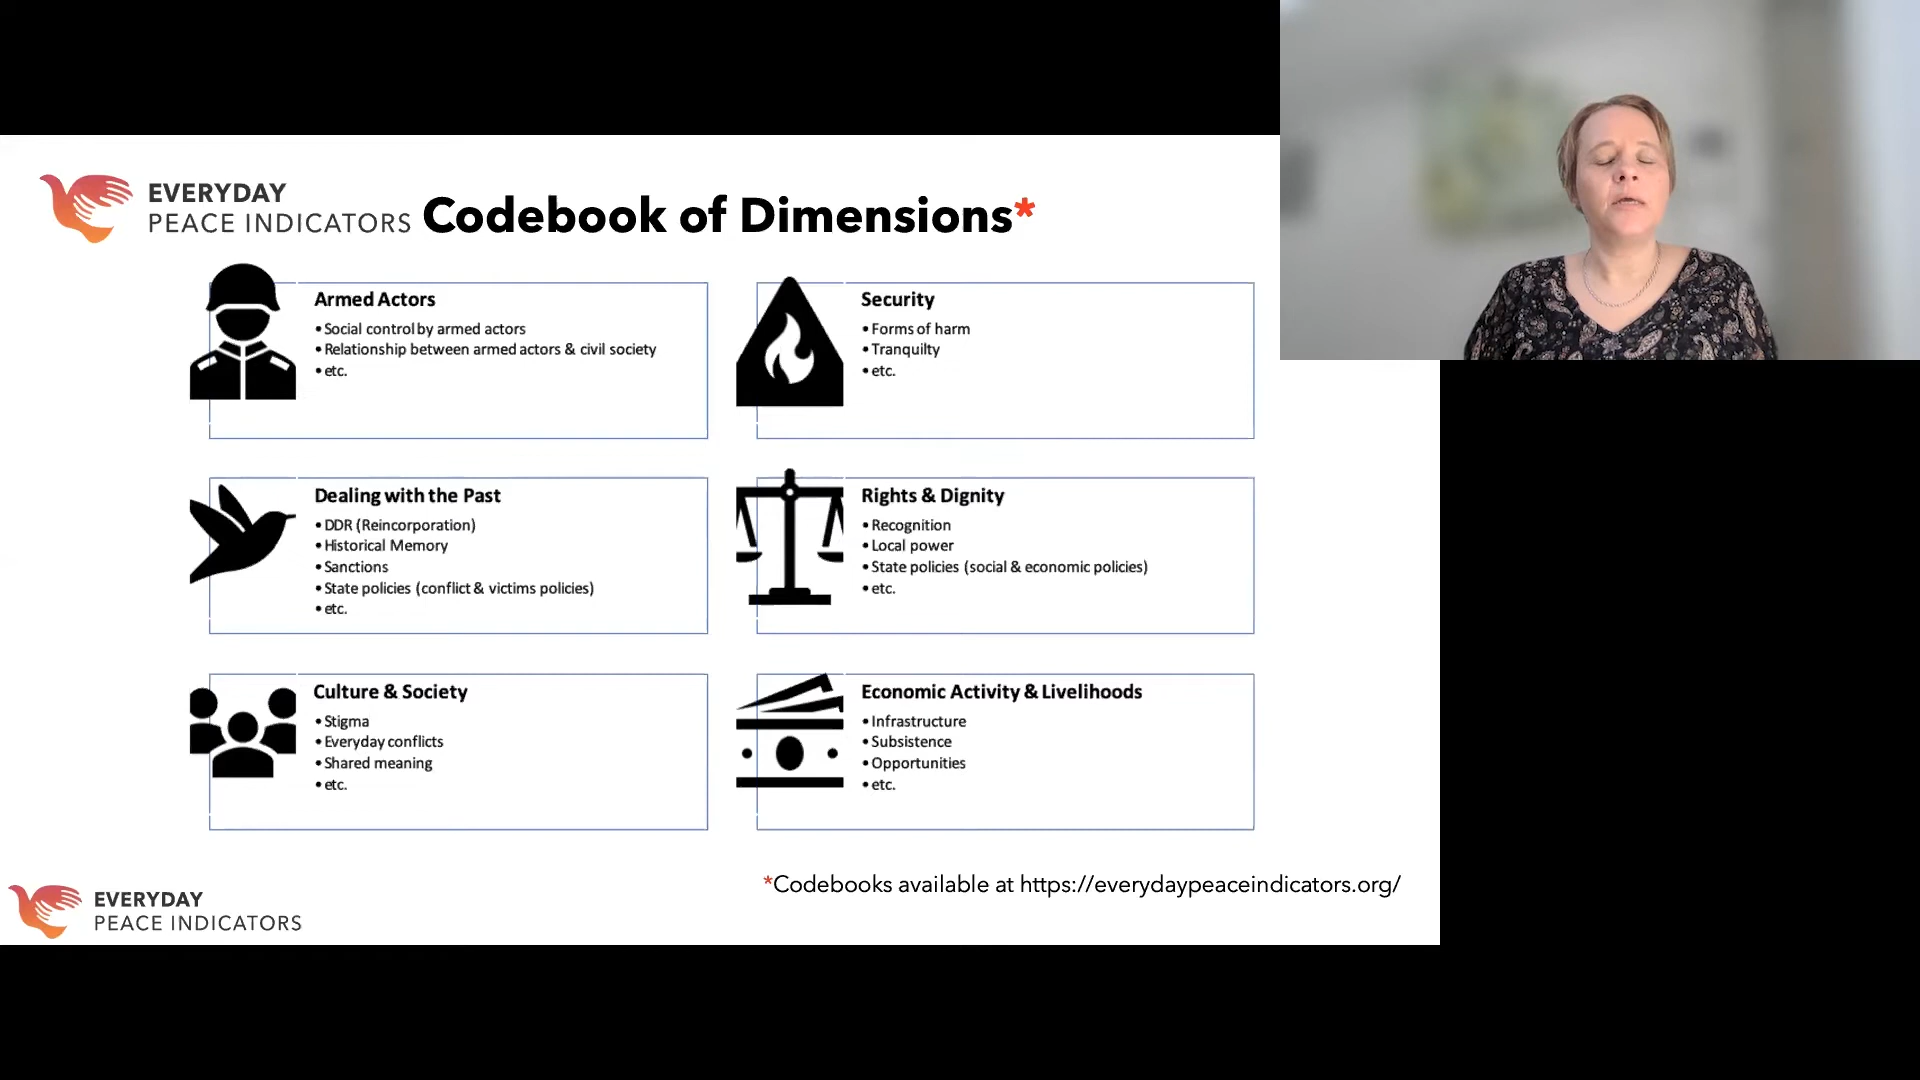 EVERYDAY
PEACE INDICATORS
Codebook of Dimensions*
Armed Actors
• Social control by armed actors
• Relationship between armed actors & civil society
• etc.
Security
• Forms of harm
• Tranquilty
• etc.
Dealing with the Past
• DDR (Reincorporation)
• Historical Memory
• Sanctions
• State policies (conflict & victims policies)
• etc.
Rights & Dignity
• Recognition
• Local power
• State policies (social & economic policies)
• etc.
Culture & Society
• Stigma
• Everyday conflicts
• Shared meaning
• etc.
Economic Activity & Livelihoods
• Infrastructure
• Subsistence
• Opportunities
• etc.
*Codebooks available at https://everydaypeaceindicators.org/
EVERYDAY
PEACE INDICATORS